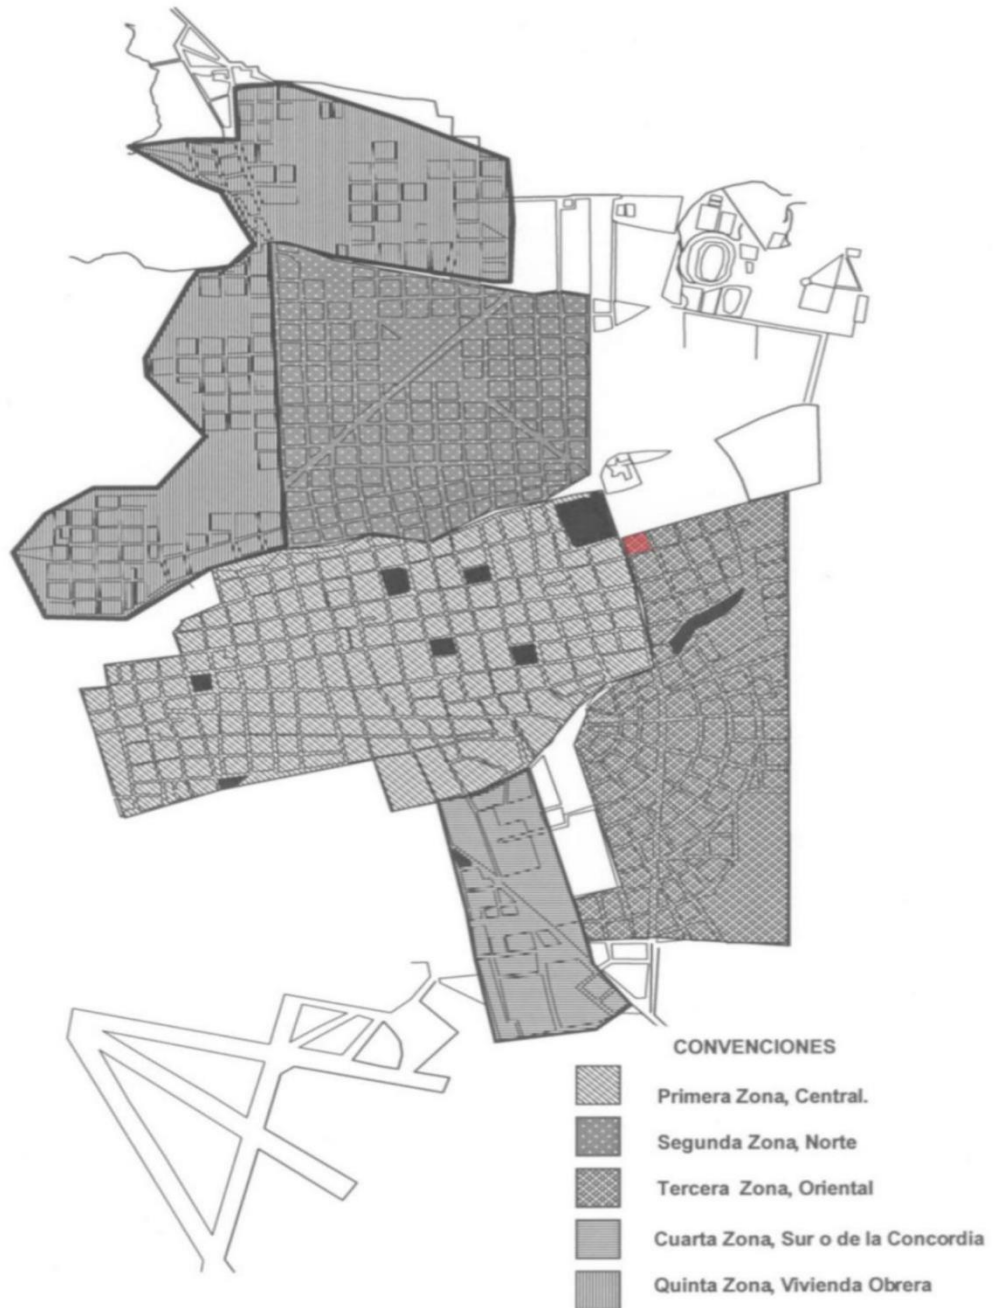 CONVENCIONES
Primera Zona, Central.
Segunda Zona, Norte
Tercera Zona, Oriental
Cuarta Zona, Sur o de la Concordia
Quinta Zona, Vivienda Obrera